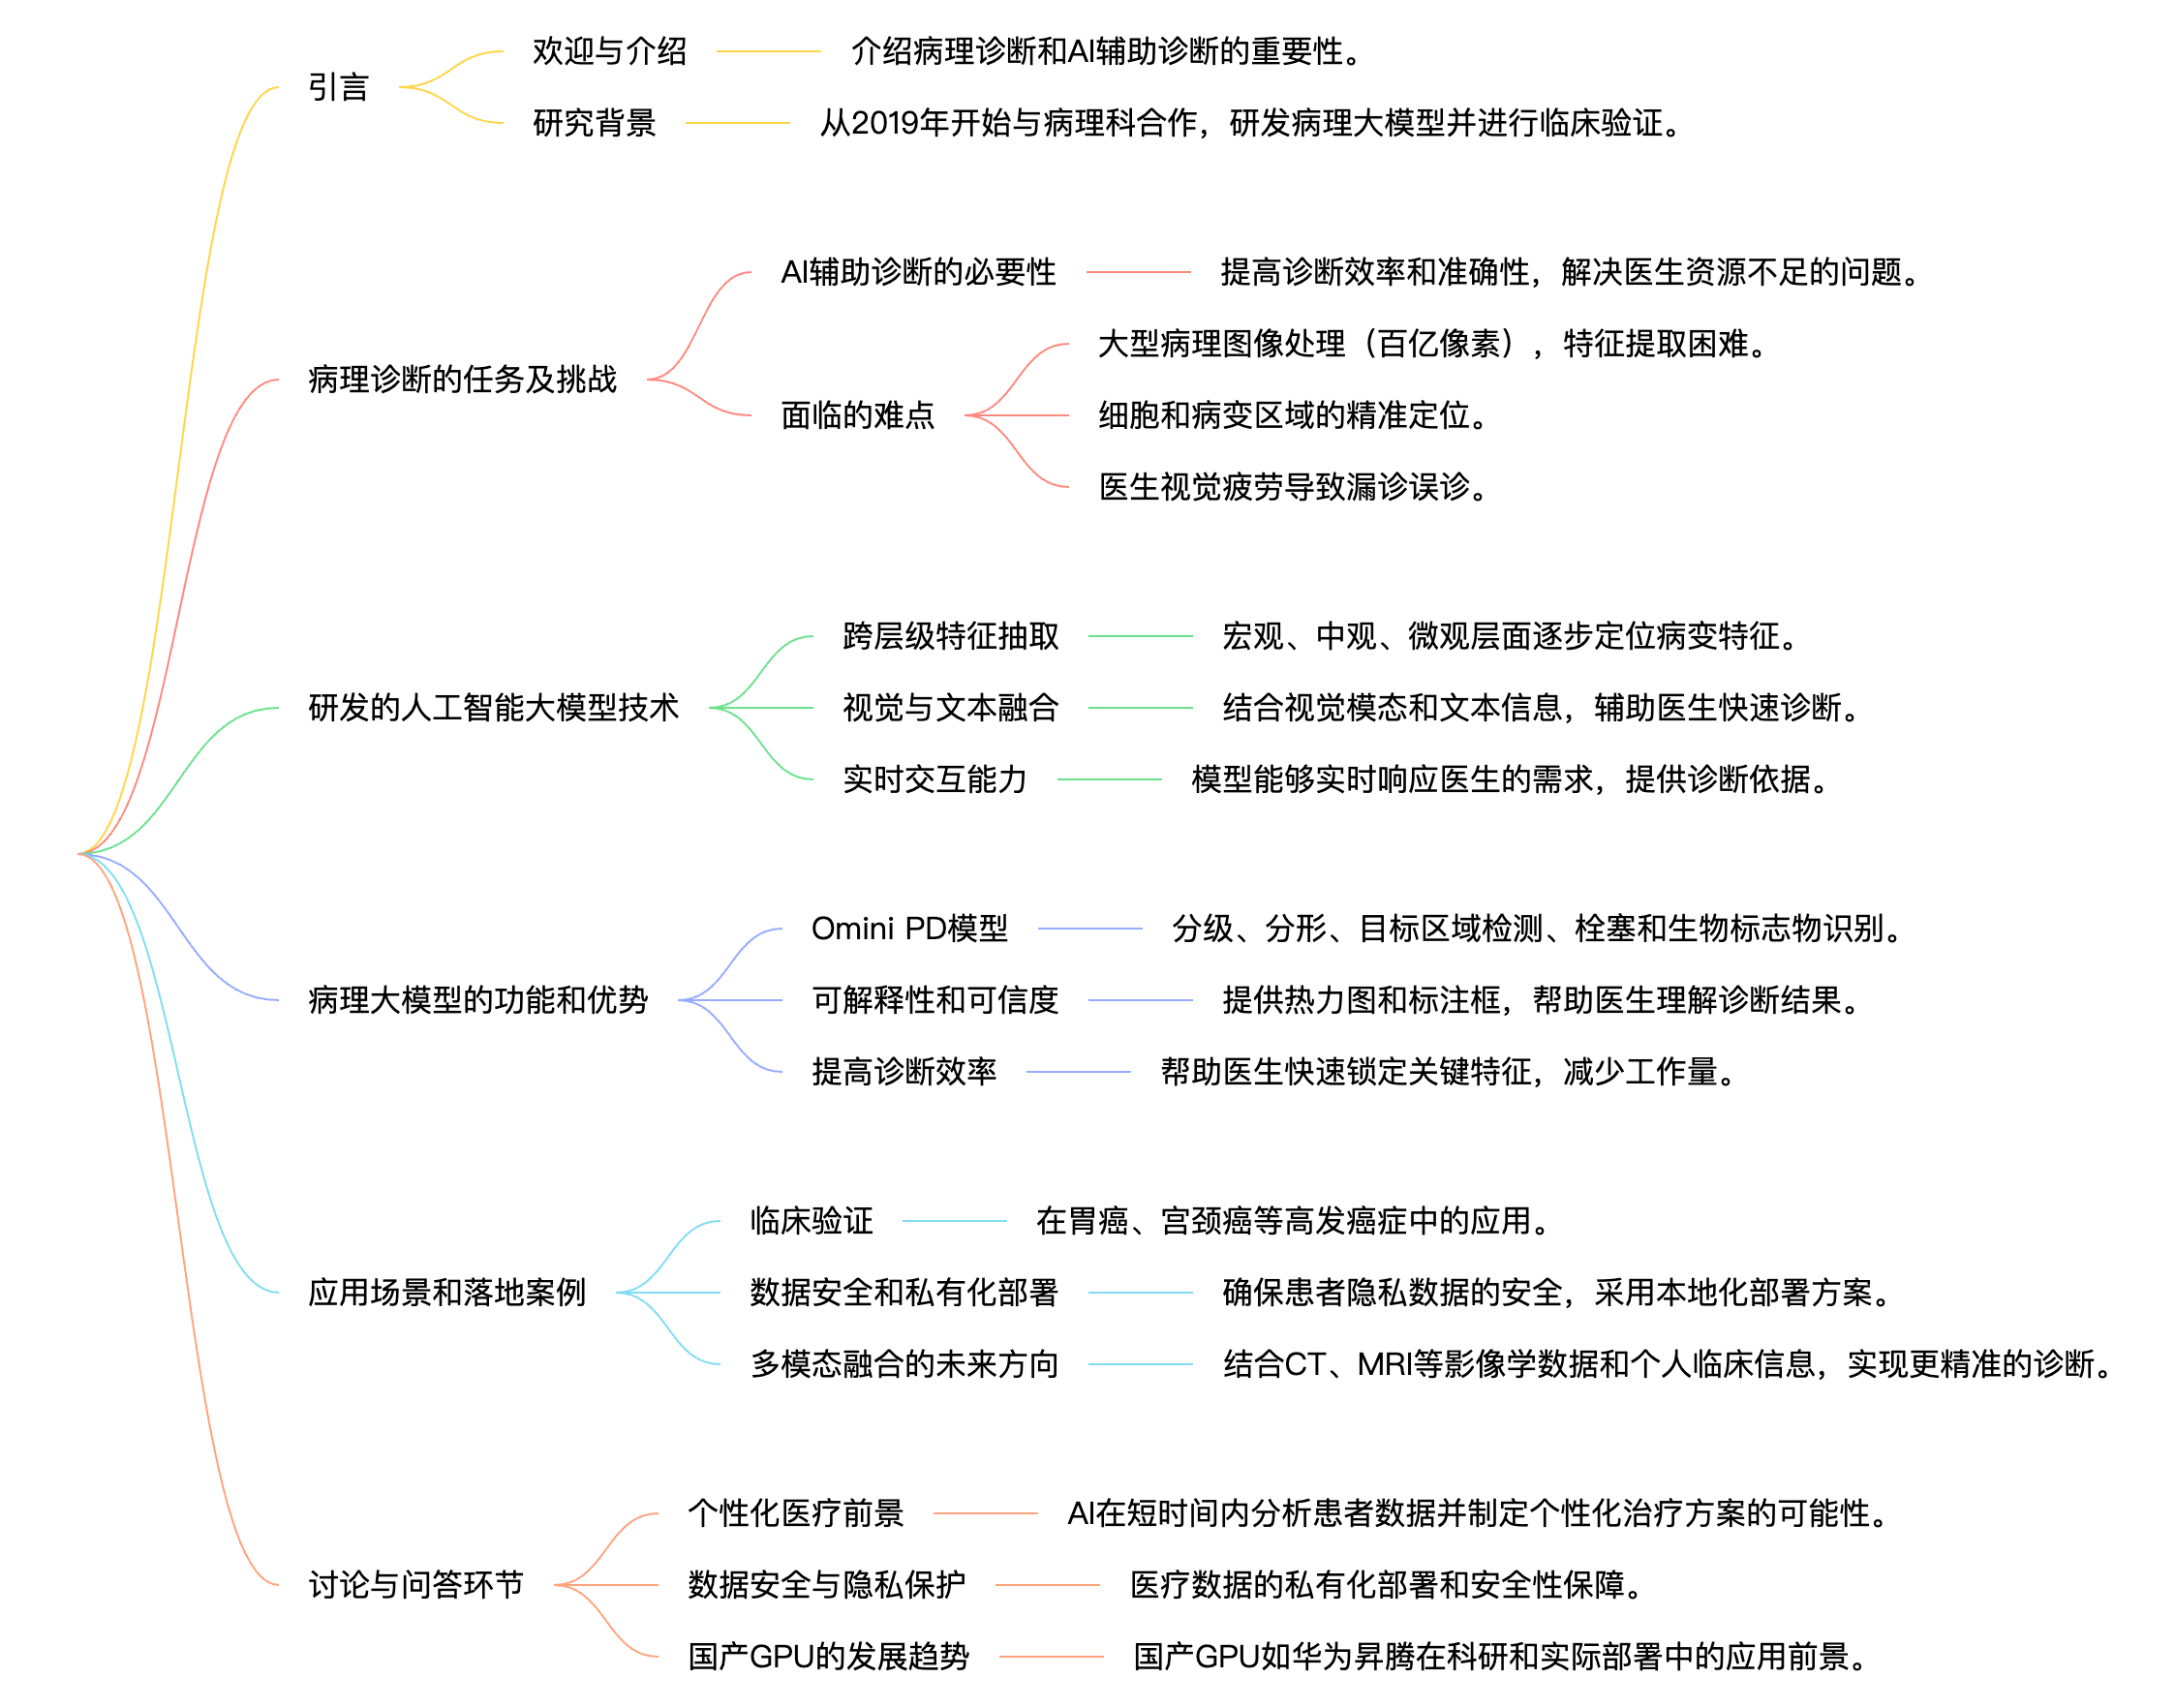 引言
欢迎与介绍
介绍病理诊断和AI辅助诊断的重要性。
研究背景
从2019年开始与病理科合作，研发病理大模型并进行临床验证。
病理诊断的任务及挑战
AI辅助诊断的必要性
提高诊断效率和准确性，解决医生资源不足的问题。
面临的难点
大型病理图像处理（百亿像素），特征提取困难。
细胞和病变区域的精准定位。
医生视觉疲劳导致漏诊误诊。
研发的人工智能大模型技术
跨层级特征抽取
宏观、中观、微观层面逐步定位病变特征。
视觉与文本融合
结合视觉模态和文本信息，辅助医生快速诊断。
实时交互能力
模型能够实时响应医生的需求，提供诊断依据。
病理大模型的功能和优势
Omini PD模型
分级、分形、目标区域检测、栓塞和生物标志物识别。
可解释性和可信度
提供热力图和标注框，帮助医生理解诊断结果。
提高诊断效率
帮助医生快速锁定关键特征，减少工作量。
应用场景和落地案例
临床验证
在胃癌、宫颈癌等高发癌症中的应用。
数据安全和私有化部署
确保患者隐私数据的安全，采用本地化部署方案。
多模态融合的未来方向
结合CT、MRI等影像学数据和个人临床信息，实现更精准的诊断。
讨论与问答环节
个性化医疗前景
AI在短时间内分析患者数据并制定个性化治疗方案的可能性。
数据安全与隐私保护
医疗数据的私有化部署和安全性保障。
国产GPU的发展趋势
国产GPU如华为昇腾在科研和实际部署中的应用前景。